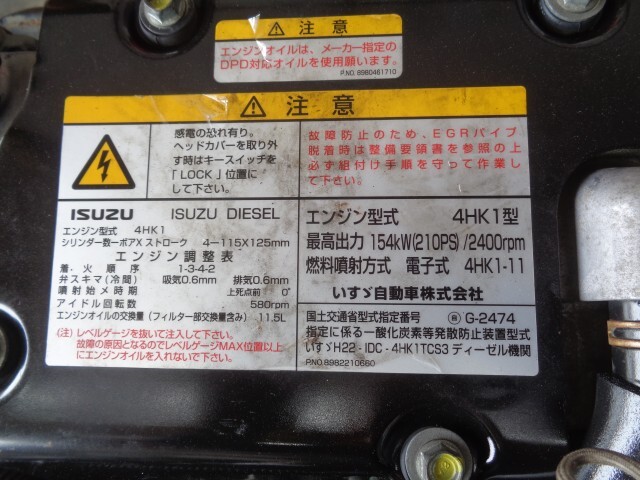 注意
エンジンオイルは、メーカー指定の
DPD対応オイルを使用願います。
P.NO. 8980461710
注意
感電の恐れ有り。
ヘッドカバーを取り外
す時はキースイッチを
「LOCK」位置に
して下さい。
故障防止のため、EGRパイプ
脱着時は整備要領書を参照の上
必ず組付け手順を守って作業し
て下さい。
ISUZU ISUZU DIESEL
エンジン型式 4HK1
シリンダー数ーボアX ストローク 4-115X125mm
エンジン調整表
着・火順序 1-3-4-2
弁スキマ(冷間) 吸気0.6mm 排気0.6mm
噴射始メ時期 上死点前 0°
アイドル回転数 580rpm
エンジンオイルの交換量(フィルター部交換量含み) 11.5L
(注)レベルゲージを抜いて注入して下さい。
故障の原因となるのでレベルゲージMAX位置以上
にエンジンオイルを入れないで下さい。
エンジン型式 4HK1型
最高出力 154kW(210PS) /2400rpm
燃料噴射方式 電子式 4HK1-11
いすゞ自動車株式会社
国土交通省型式指定番号 G-2474
指定に係る一酸化炭素等発散防止装置型式
いすゞH22-IDC-4HK1TCS3 ディーゼル機関
P.NO.8982210660